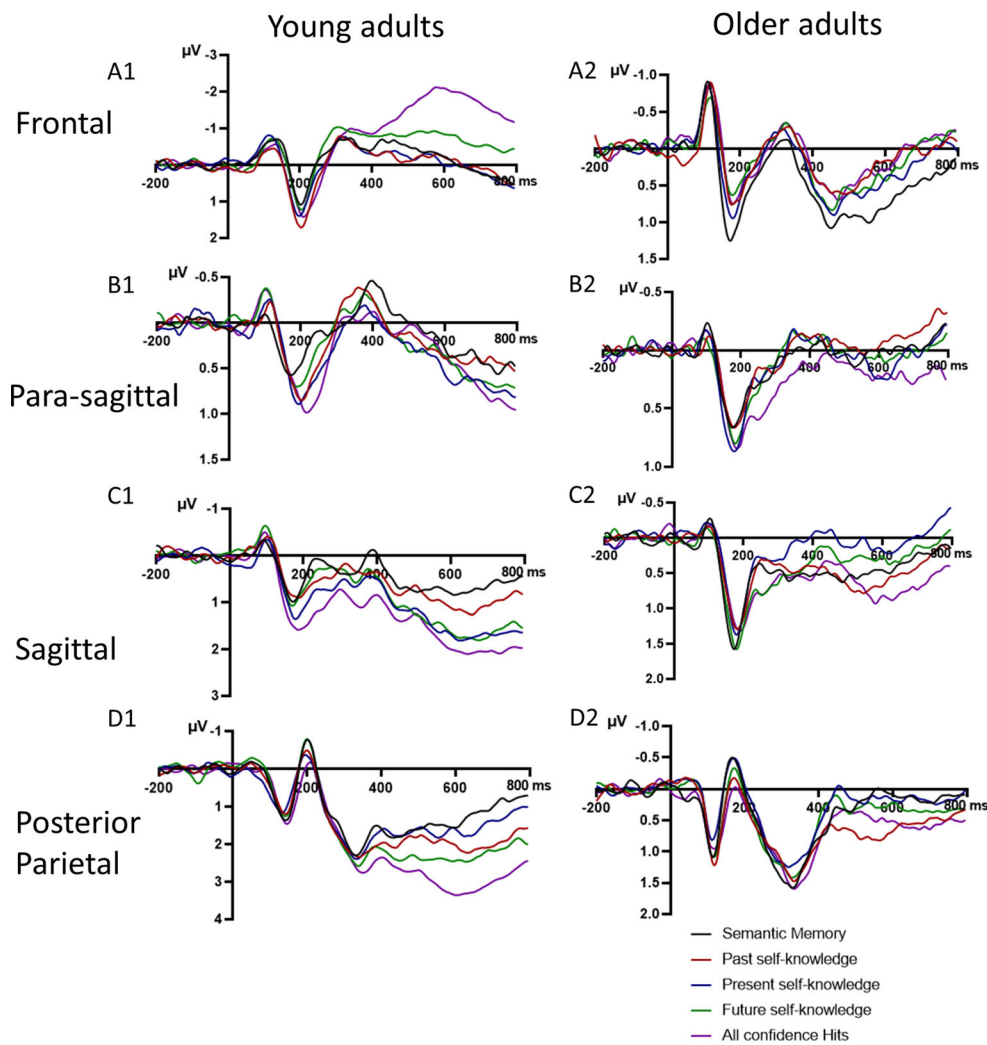 Young adults
Older adults
Frontal
A1
µV
-3
-2
-1
1
2
-200
200
400
600
800 ms
A2
µV
-1.0
-0.5
0.5
1.0
1.5
-200
200
400
600
800 ms
Para-sagittal
B1
µV
-0.5
0.5
1.0
1.5
-200
200
400
600
800 ms
B2
µV
-0.5
0.5
1.0
-200
200
400
600
800 ms
Sagittal
C1
µV
-1
1
2
3
-200
200
400
600
800 ms
C2
µV
-0.5
0.5
1.0
1.5
2.0
-200
200
400
600
800 ms
Posterior
Parietal
D1
µV
-1
1
2
3
4
-200
200
400
600
800 ms
D2
µV
-1.0
-0.5
0.5
1.0
1.5
2.0
-200
200
400
600
800 ms
Semantic Memory
Past self-knowledge
Present self-knowledge
Future self-knowledge
All confidence Hits